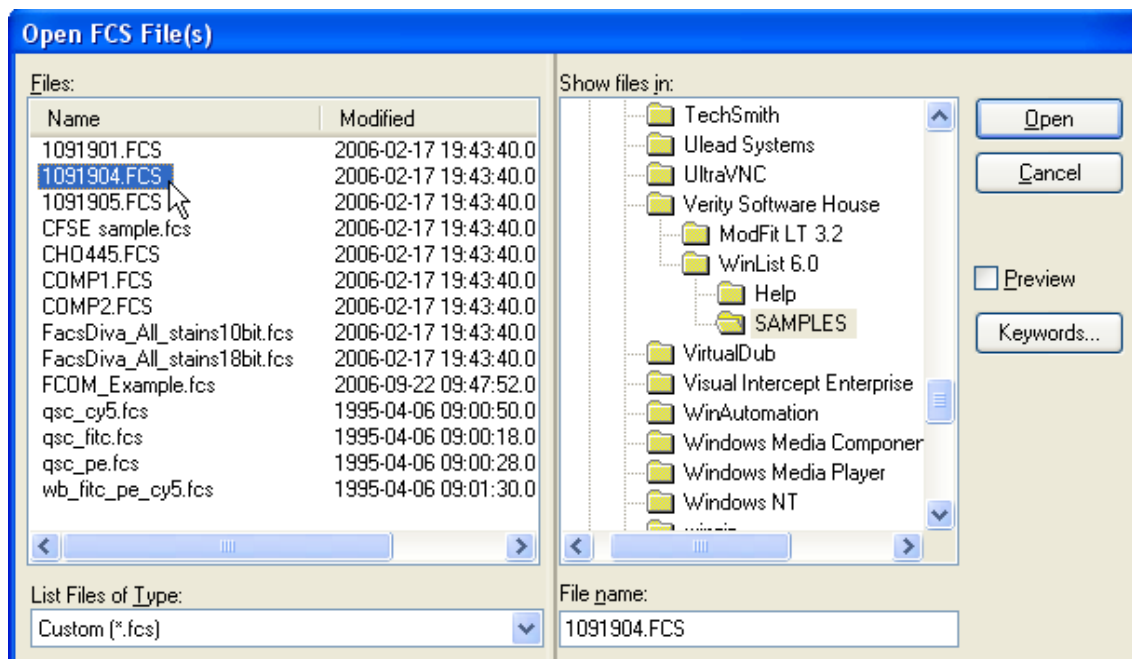 Open FCS File(s)
Files:
Name Modified
1091901.FCS 2006-02-17 19:43:40.0
1091904.FCS 2006-02-17 19:43:40.0
1091905.FCS 2006-02-17 19:43:40.0
CFSE sample.fcs 2006-02-17 19:43:40.0
CHO445.FCS 2006-02-17 19:43:40.0
COMP1.FCS 2006-02-17 19:43:40.0
COMP2.FCS 2006-02-17 19:43:40.0
FacsDiva_All_stains10bit.fcs 2006-02-17 19:43:40.0
FacsDiva_All_stains18bit.fcs 2006-02-17 19:43:40.0
FCOM_Example.fcs 2006-09-22 09:47:52.0
qsc_cy5.fcs 1995-04-06 09:00:50.0
qsc_fitc.fcs 1995-04-06 09:00:18.0
qsc_pe.fcs 1995-04-06 09:00:28.0
wb_fitc_pe_cy5.fcs 1995-04-06 09:01:30.0
List Files of Type:
Custom (*.fcs)
Show files in:
TechSmith
Ulead Systems
UltraVNC
Verity Software House
ModFit LT 3.2
WinList 6.0
Help
SAMPLES
VirtualDub
Visual Intercept Enterprise
WinAutomation
Windows Media Componer
Windows Media Player
Windows NT
File name:
1091904.FCS
Open
Cancel
Preview
Keywords...